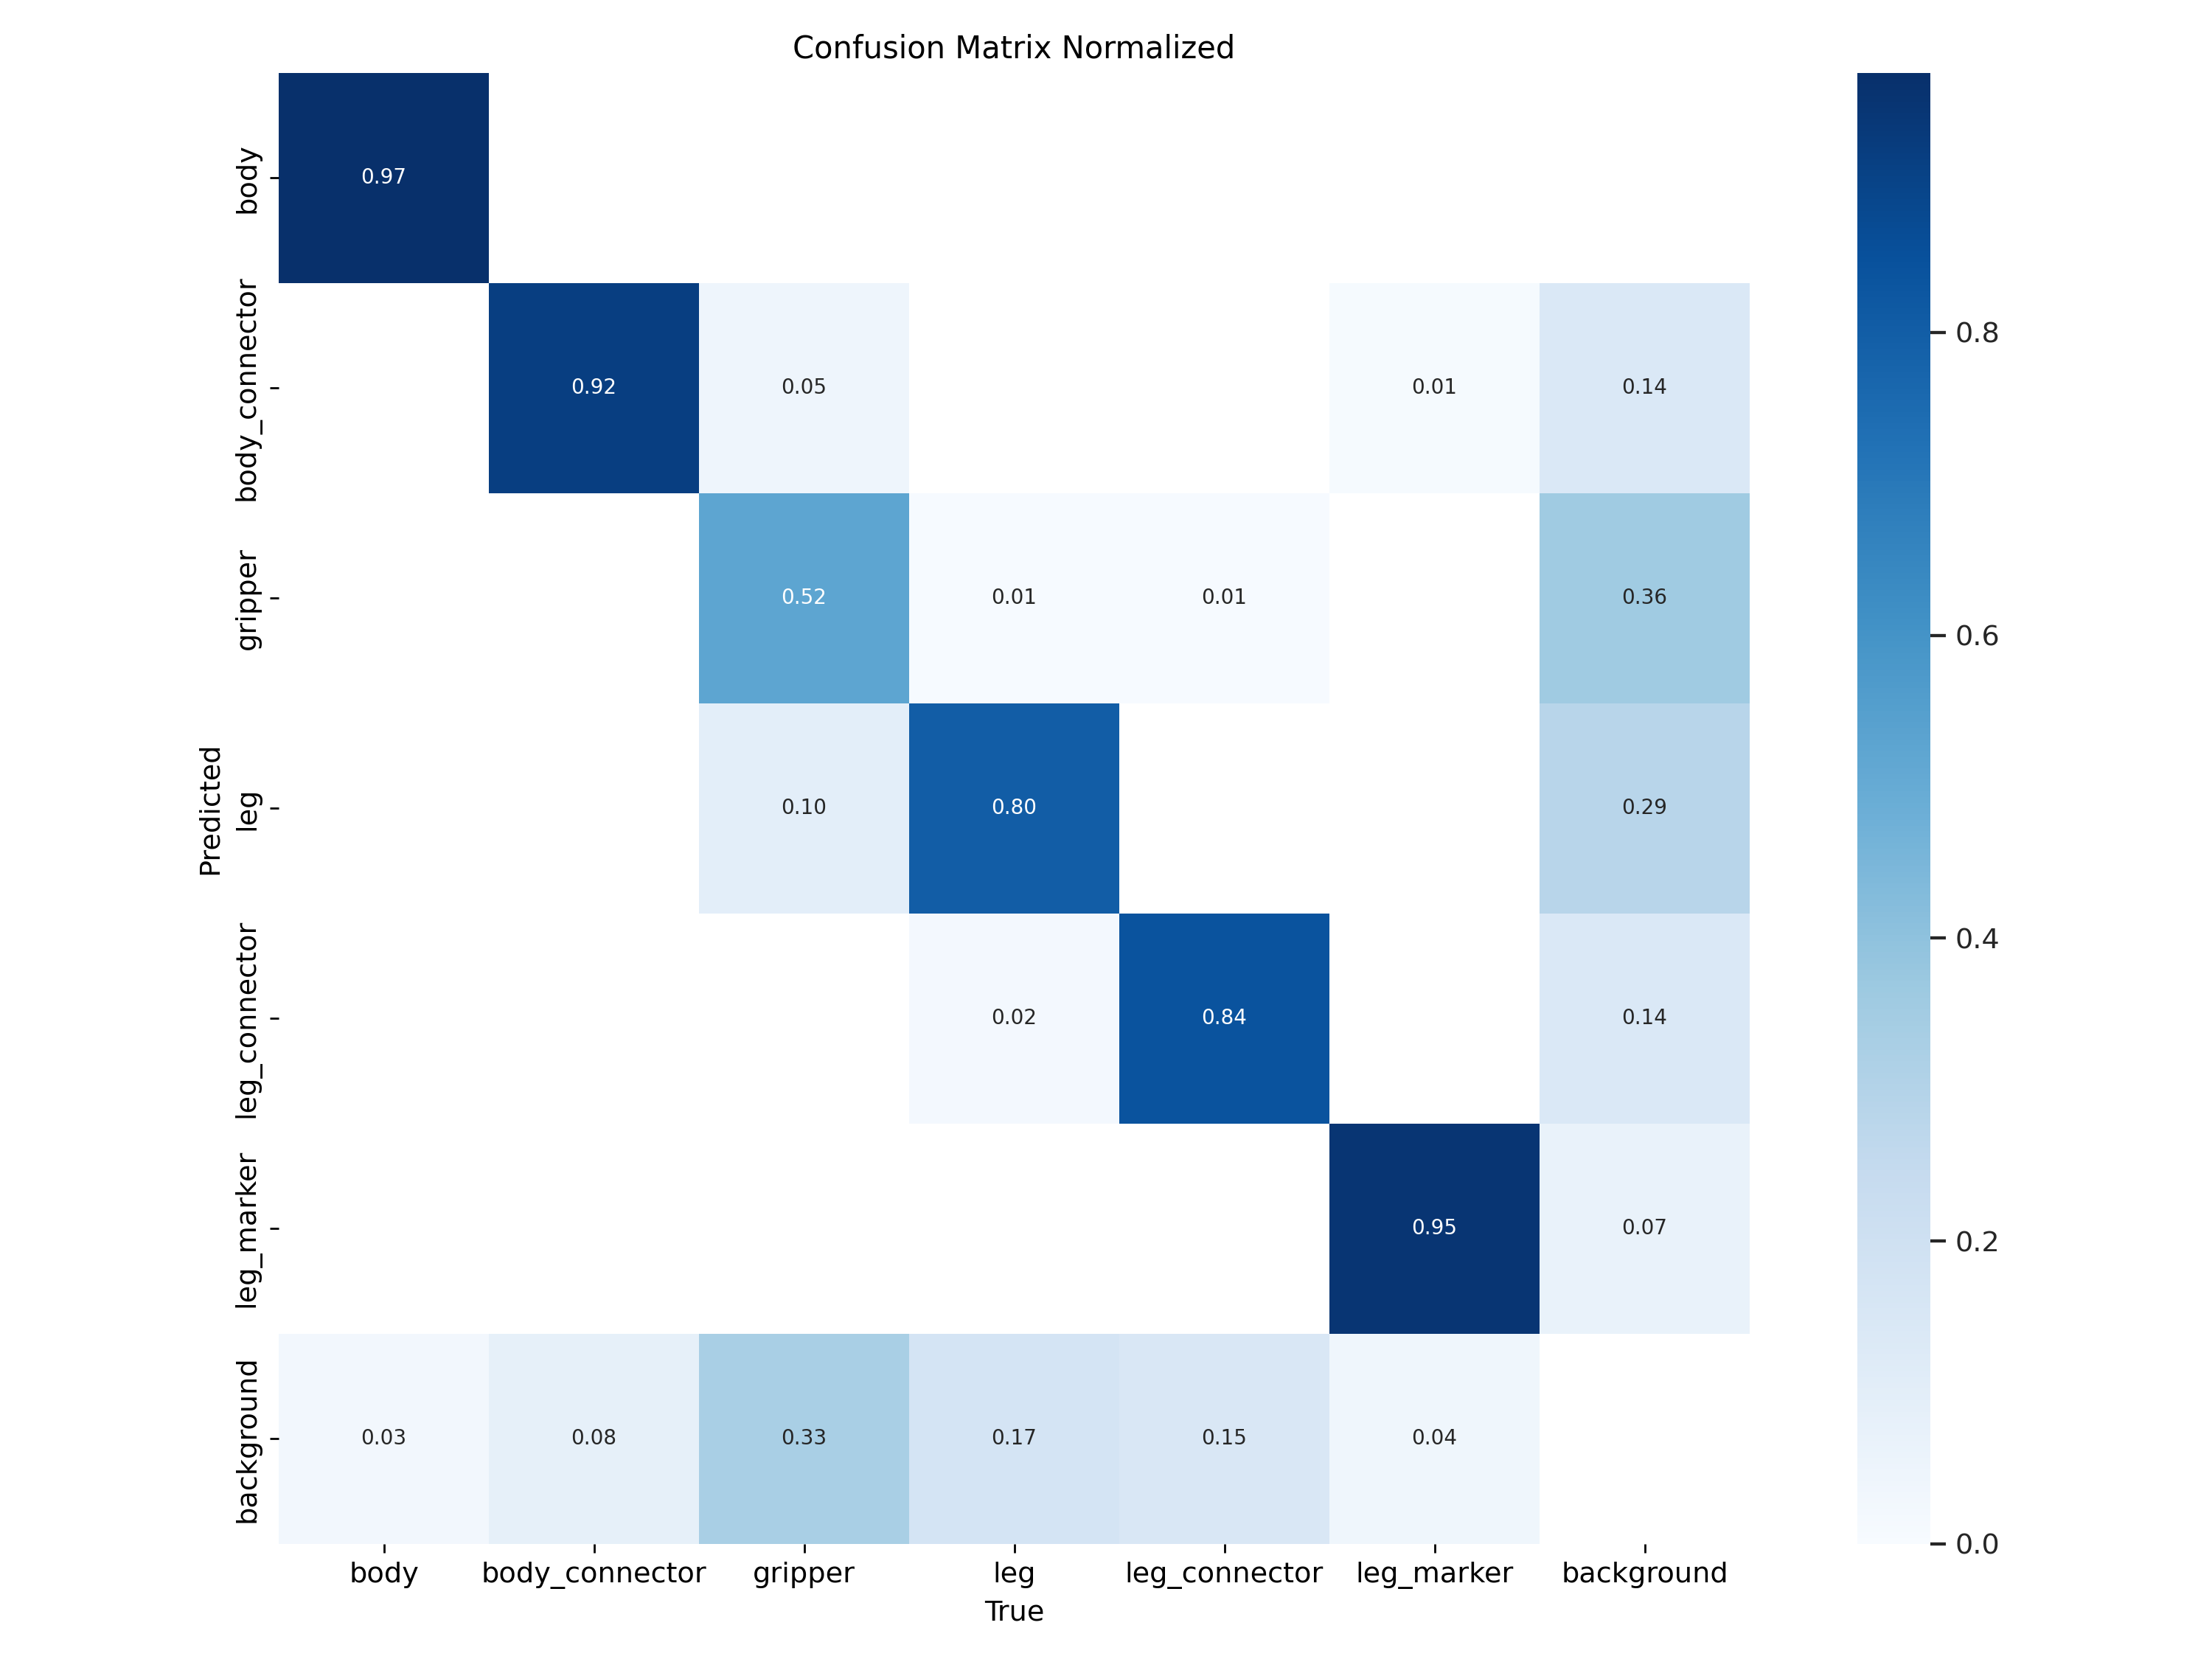 Confusion Matrix Normalized
body
0.97
body_connector
0.92
0.05
0.01
0.14
0.8
gripper
0.52
0.01
0.01
0.36
0.6
Predicted
leg
0.10
0.80
0.29
0.4
leg_connector
0.02
0.84
0.14
leg_marker
0.95
0.07
0.2
background
0.03
0.08
0.33
0.17
0.15
0.04
0.0
body
body_connector
gripper
leg
leg_connector
leg_marker
background
True